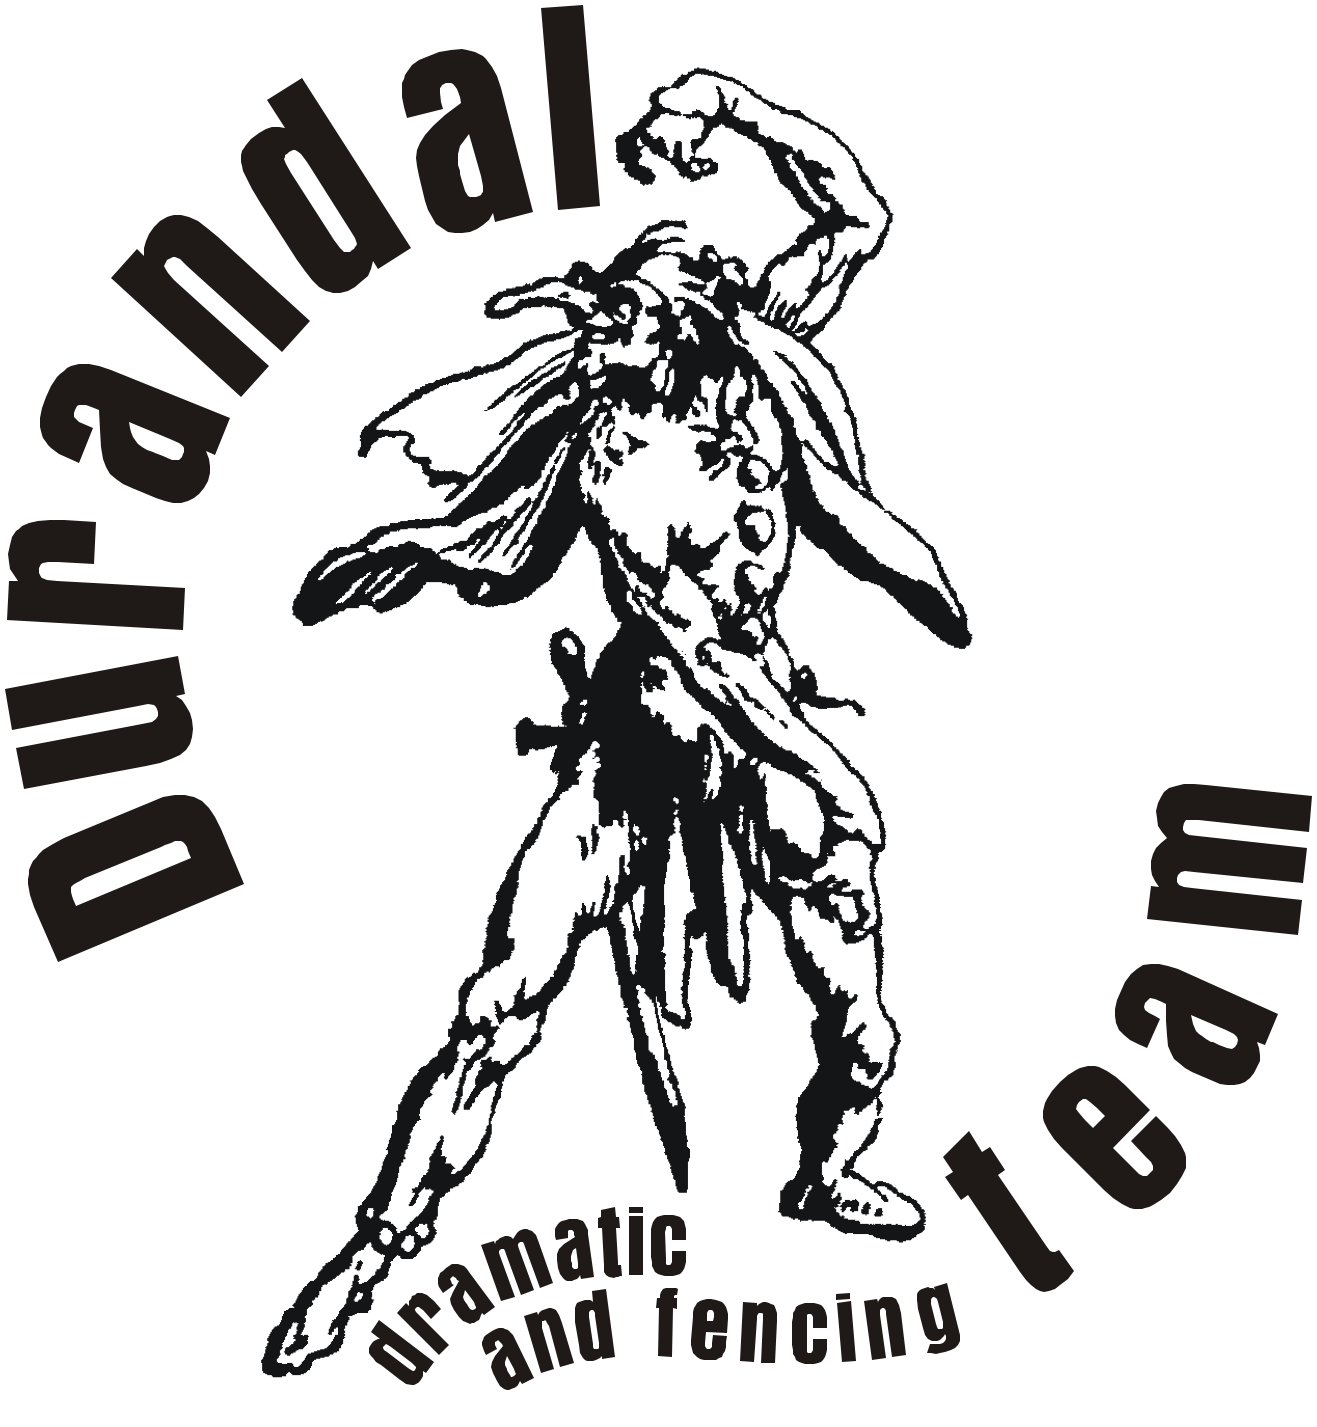 Durandal
team
dramatic
and fencing